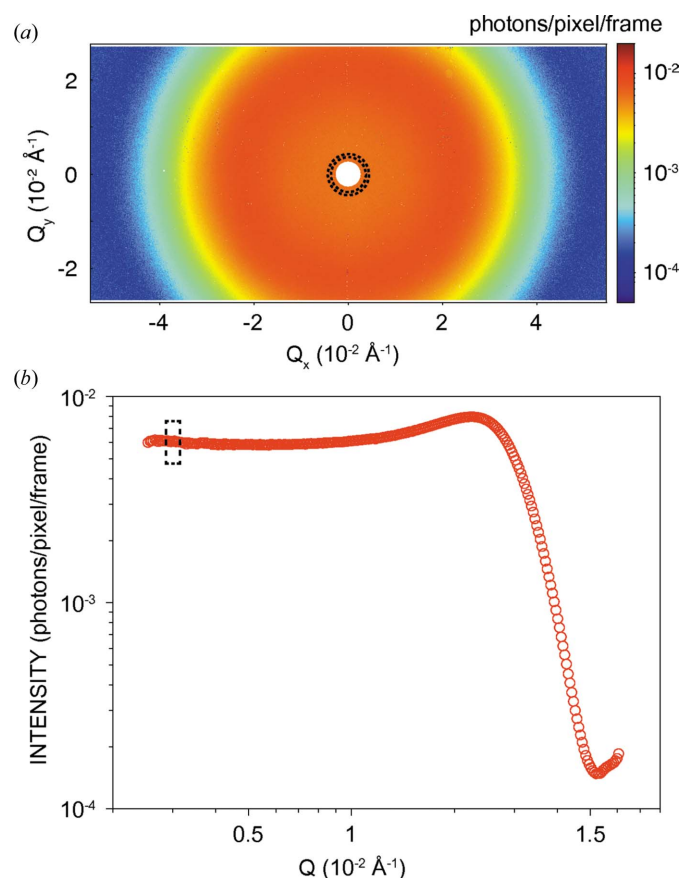 (a)
photons/pixel/frame
10⁻²
10⁻³
10⁻⁴
2
0
-2
Q_y (10⁻² Å⁻¹)
-4 -2 0 2 4
Q_x (10⁻² Å⁻¹)
(b)
10⁻²
10⁻³
10⁻⁴
INTENSITY (photons/pixel/frame)
0.5 1 1.5
Q (10⁻² Å⁻¹)